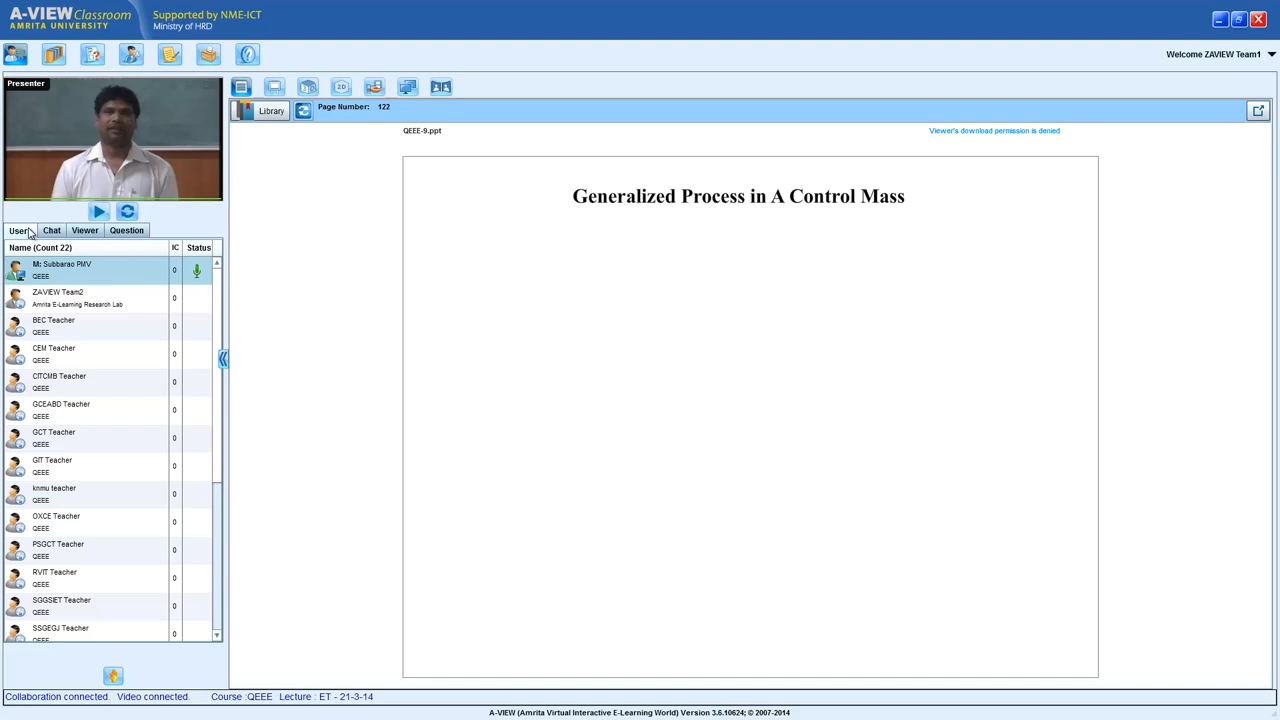 A-VIEW Classroom
AMRITA UNIVERSITY
Supported by NME-ICT
Ministry of HRD
Welcome ZAVIEW Team1
Presenter
2D
Library
Page Number: 122
QEEE-9.ppt
Viewer's download permission is denied
Generalized Process in A Control Mass
Chat Viewer Question
Name (Count 22) IC Status
M: Subbarao PMV
QEEE
0
ZAVIEW Team2
Amrita E-Learning Research Lab
0
BEC Teacher
QEEE
0
CEM Teacher
QEEE
0
CITCMB Teacher
QEEE
0
GCEABD Teacher
QEEE
0
GCT Teacher
QEEE
0
GIT Teacher
QEEE
0
knmu teacher
QEEE
0
OXCE Teacher
QEEE
0
PSGCT Teacher
QEEE
0
RVIT Teacher
QEEE
0
SGGSIET Teacher
QEEE
0
SSGEGJ Teacher
QEEE
0
Collaboration connected. Video connected. Course :QEEE Lecture : ET - 21-3-14
A-VIEW (Amrita Virtual Interactive E-Learning World) Version 3.6.10624; © 2007-2014